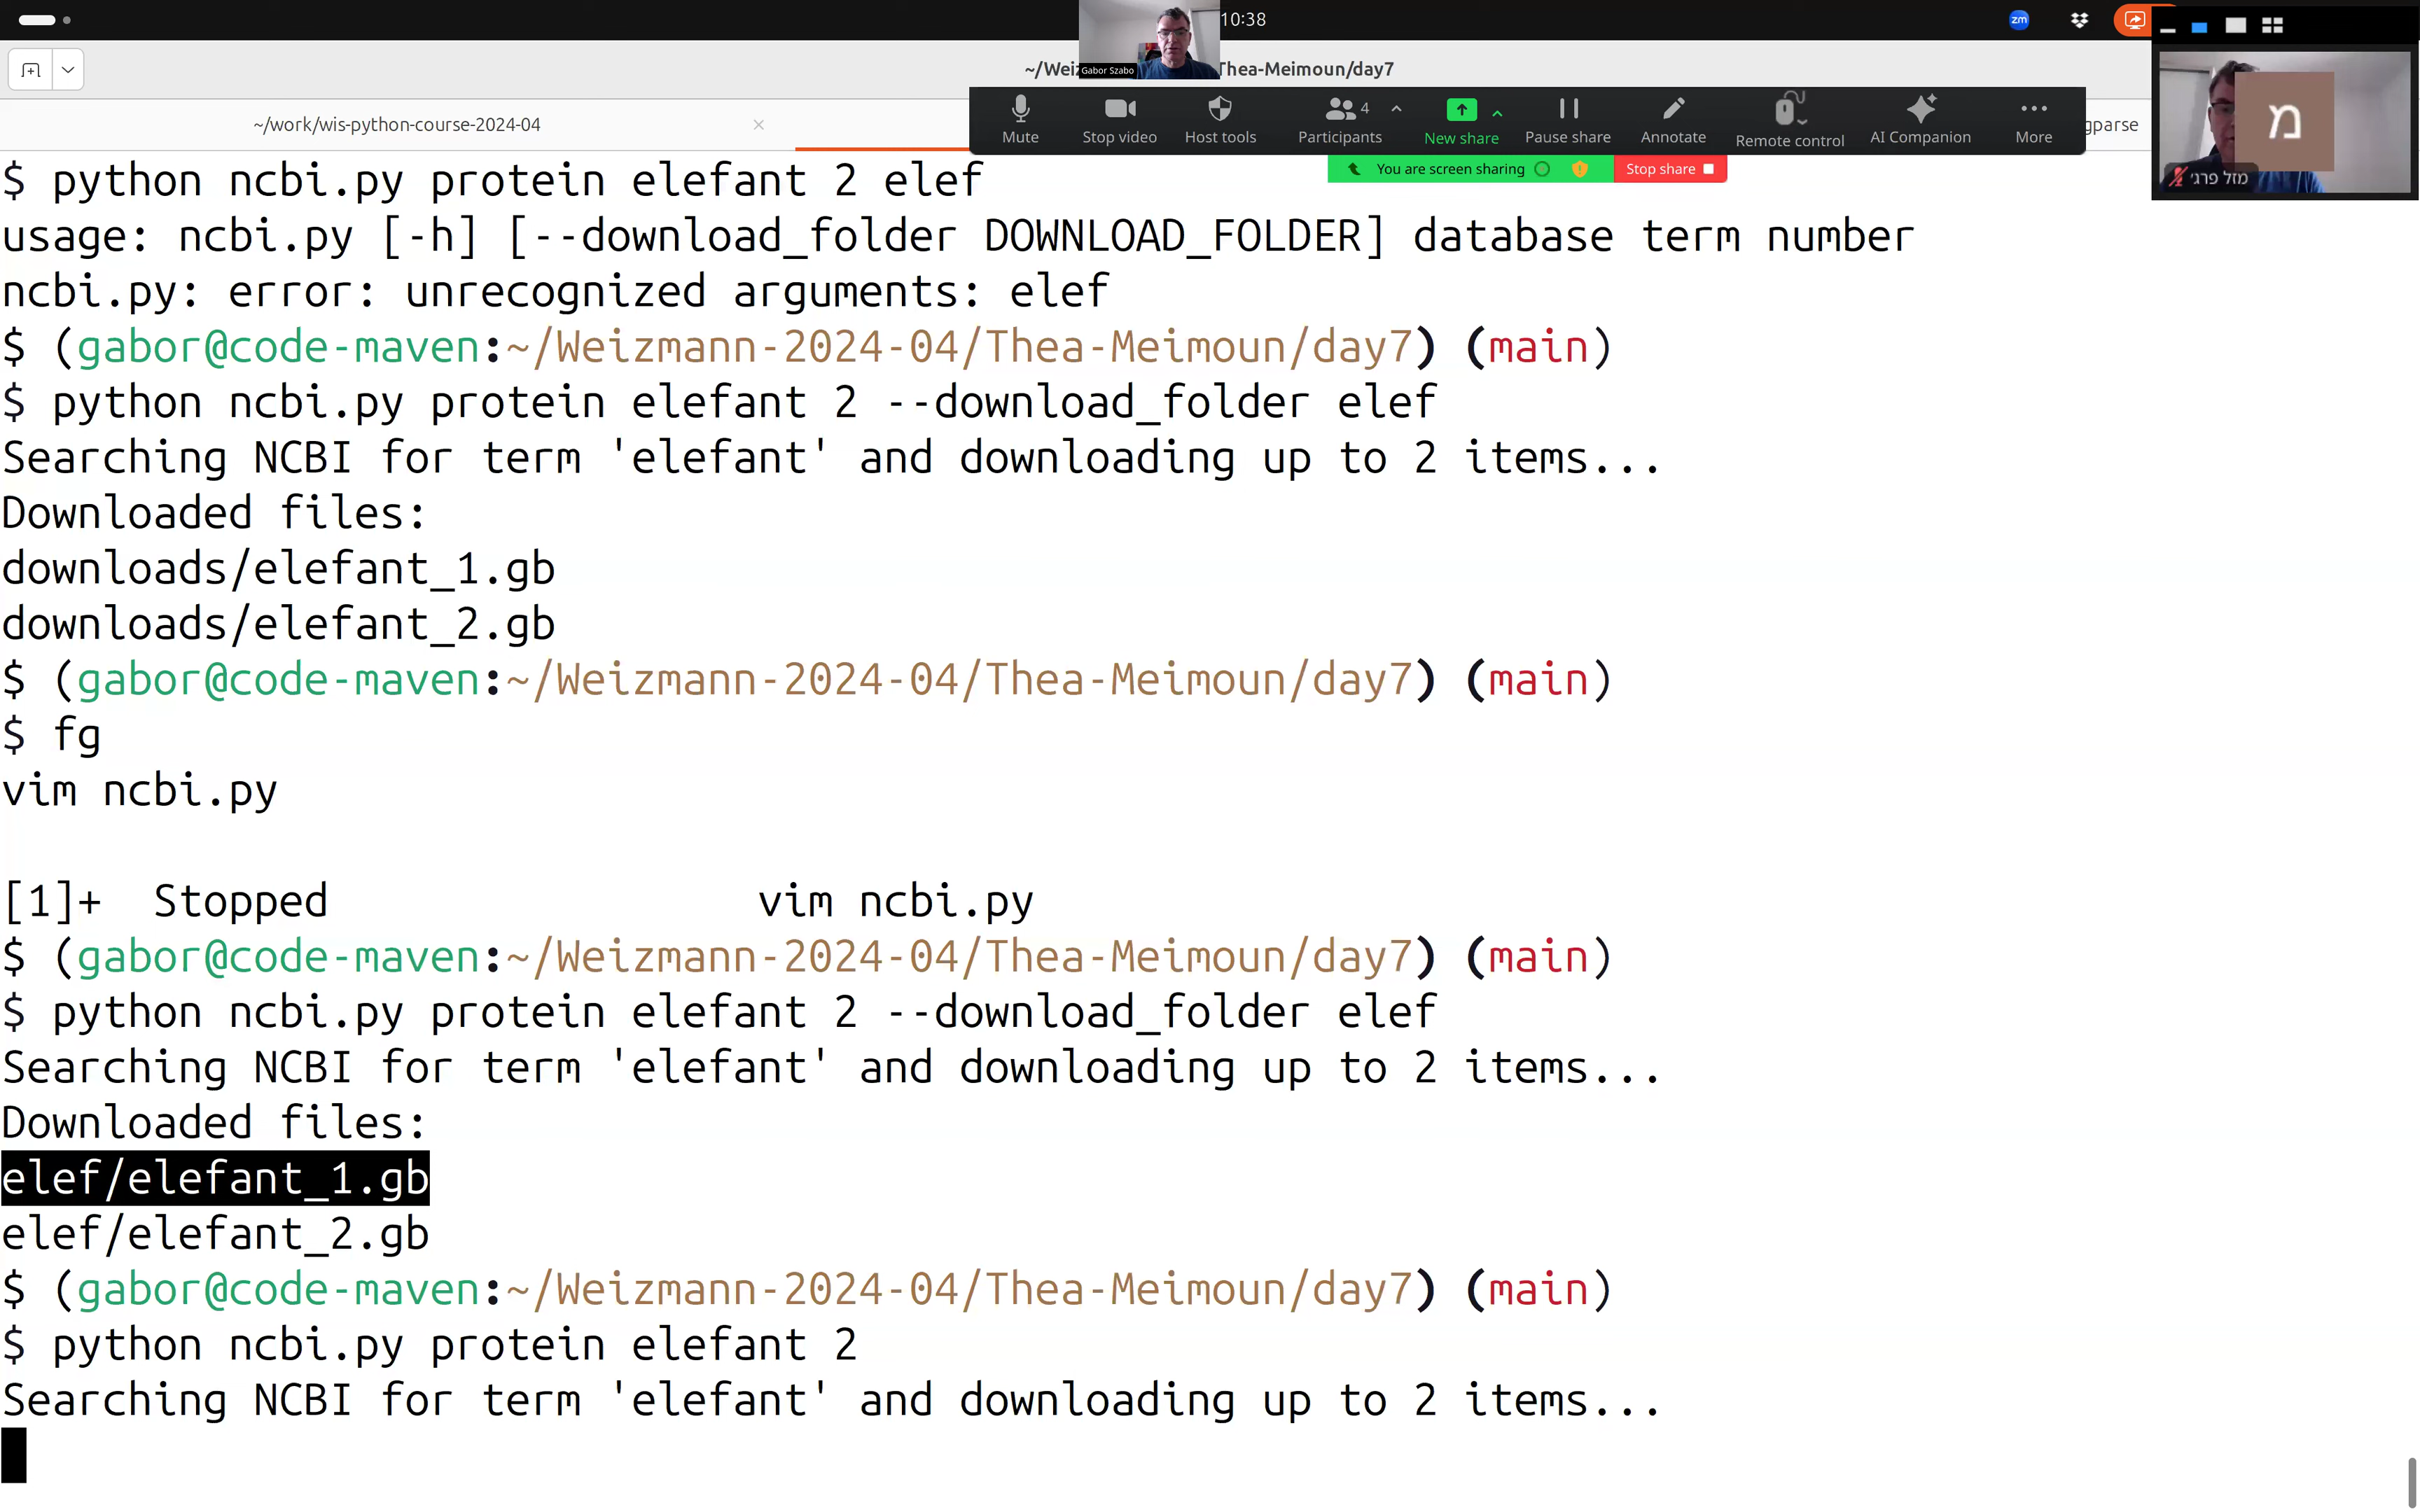 10:38
zm
~/Wei
Thea-Meimoun/day7
Gabor Szabo
~/work/wis-python-course-2024-04
gparse
Mute
Stop video
Host tools
4
Participants
New share
Pause share
Annotate
Remote control
AI Companion
More
You are screen sharing
Stop share
מ
מזל פרג'י
$ python ncbi.py protein elefant 2 elef
usage: ncbi.py [-h] [--download_folder DOWNLOAD_FOLDER] database term number
ncbi.py: error: unrecognized arguments: elef
$ (gabor@code-maven:~/Weizmann-2024-04/Thea-Meimoun/day7) (main)
$ python ncbi.py protein elefant 2 --download_folder elef
Searching NCBI for term 'elefant' and downloading up to 2 items...
Downloaded files:
downloads/elefant_1.gb
downloads/elefant_2.gb
$ (gabor@code-maven:~/Weizmann-2024-04/Thea-Meimoun/day7) (main)
$ fg
vim ncbi.py
[1]+  Stopped                 vim ncbi.py
$ (gabor@code-maven:~/Weizmann-2024-04/Thea-Meimoun/day7) (main)
$ python ncbi.py protein elefant 2 --download_folder elef
Searching NCBI for term 'elefant' and downloading up to 2 items...
Downloaded files:
elef/elefant_1.gb
elef/elefant_2.gb
$ (gabor@code-maven:~/Weizmann-2024-04/Thea-Meimoun/day7) (main)
$ python ncbi.py protein elefant 2
Searching NCBI for term 'elefant' and downloading up to 2 items...